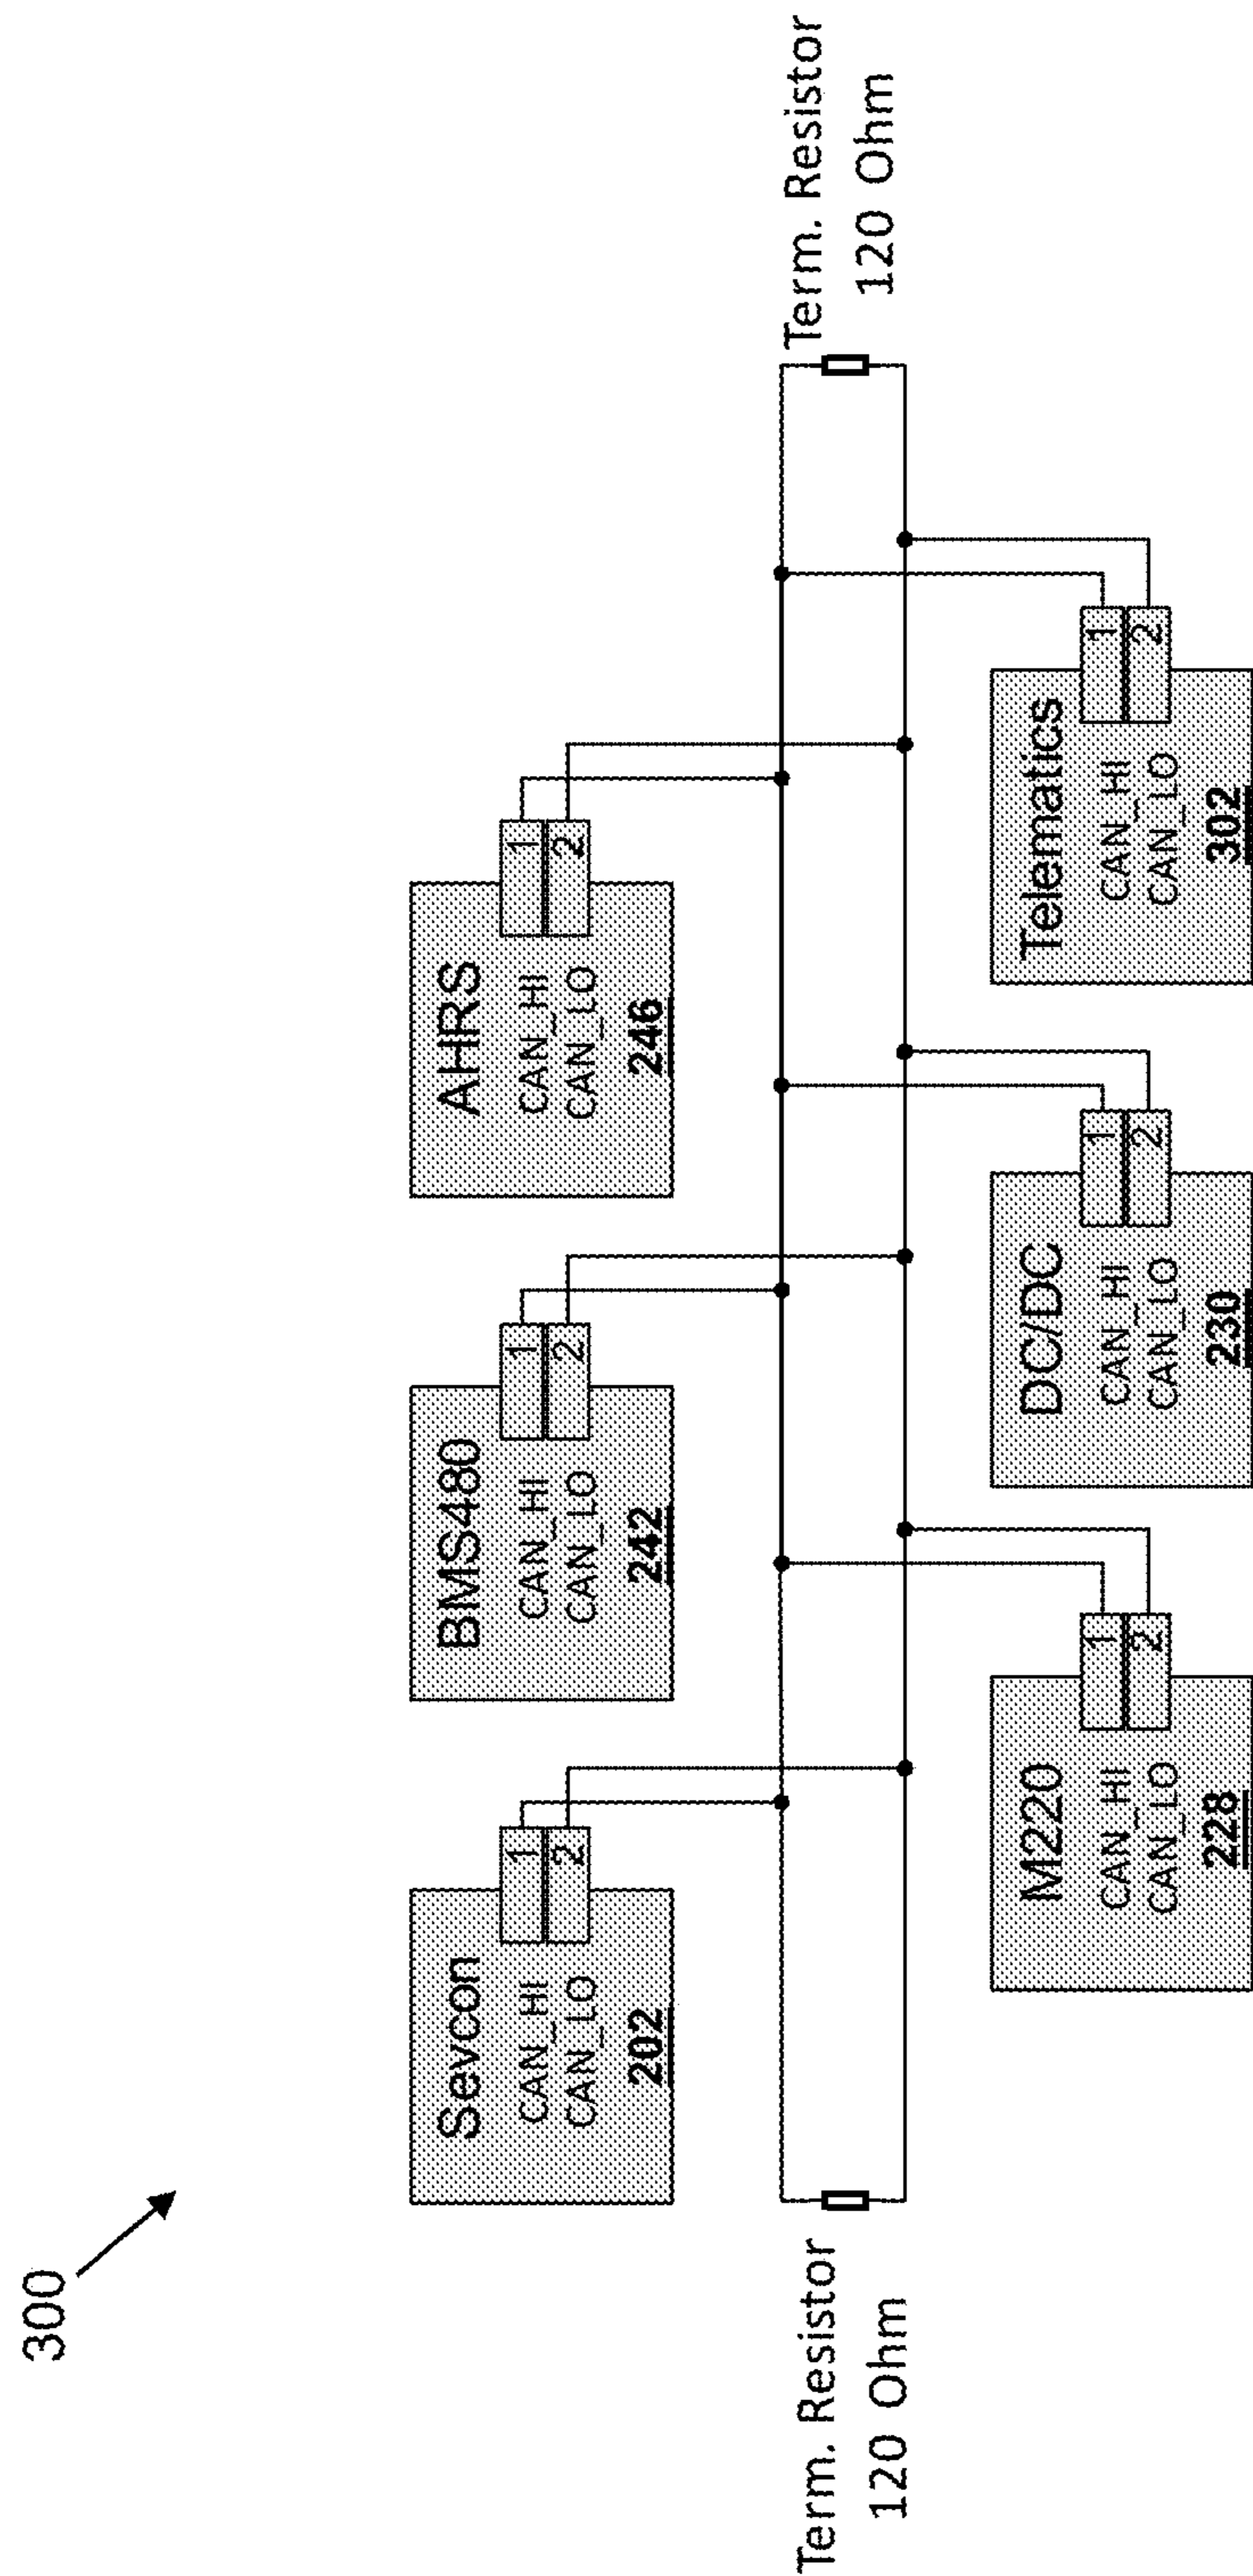 300
Sevcon
CAN_HI
1
CAN_LO
2
202
BMS480
CAN_HI
1
CAN_LO
2
242
AHRS
CAN_HI
1
CAN_LO
2
246
Term. Resistor
120 Ohm
Term. Resistor
120 Ohm
M220
CAN_HI
1
CAN_LO
2
228
DC/DC
CAN_HI
1
CAN_LO
2
230
Telematics
CAN_HI
1
CAN_LO
2
302